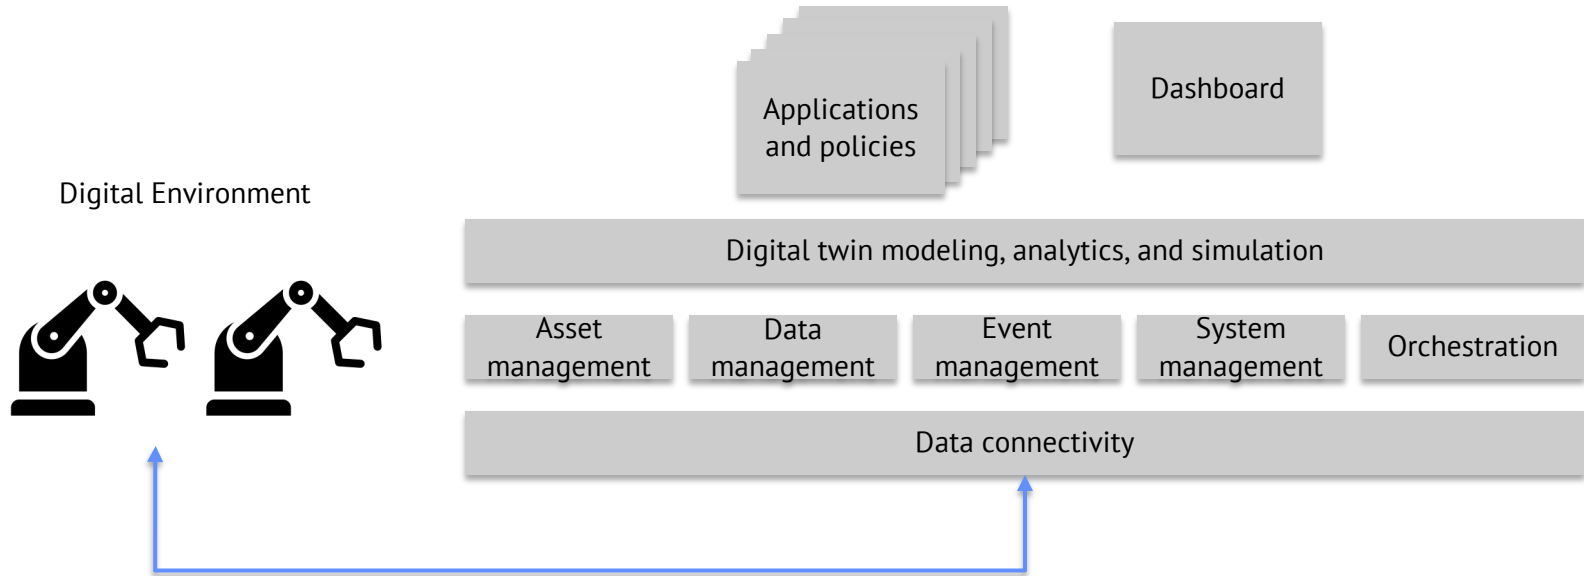 Applications
and policies
Dashboard
Digital Environment
Digital twin modeling, analytics, and simulation
Asset
management
Data
management
Event
management
System
management
Orchestration
Data connectivity